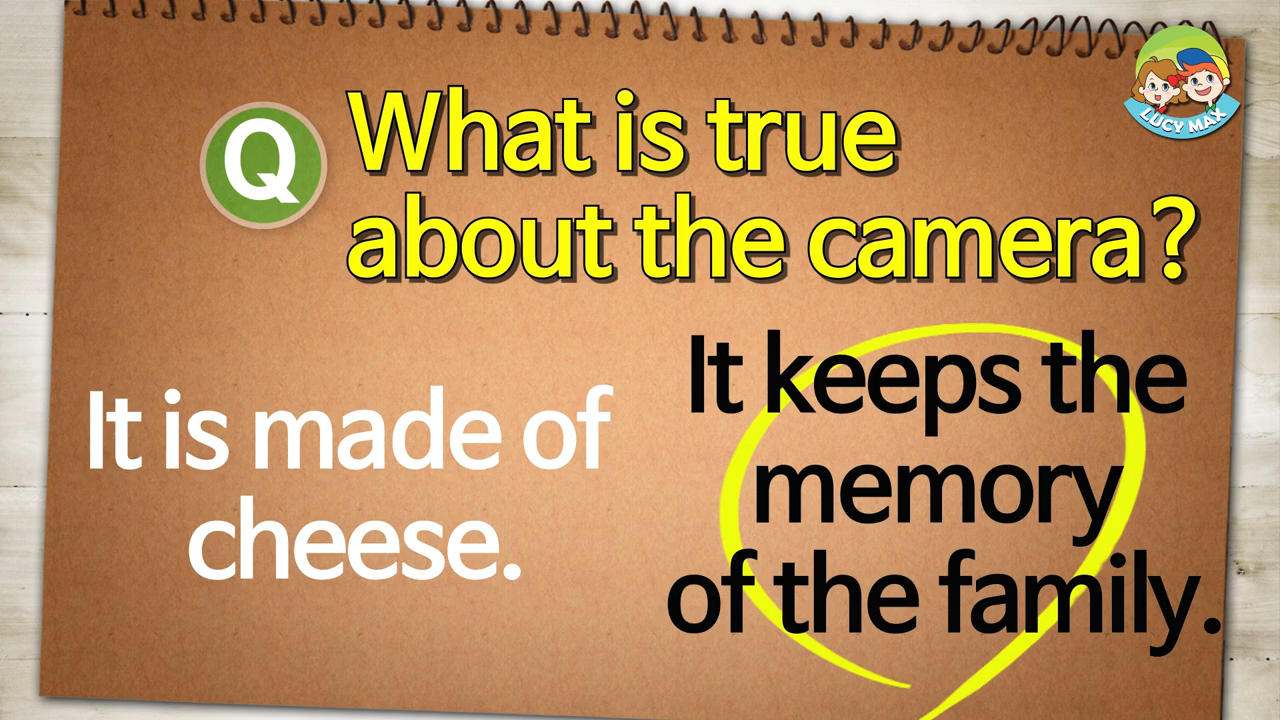 LUCY MAX
Q
What is true
about the camera?
It is made of
cheese.
It keeps the
memory
of the family.